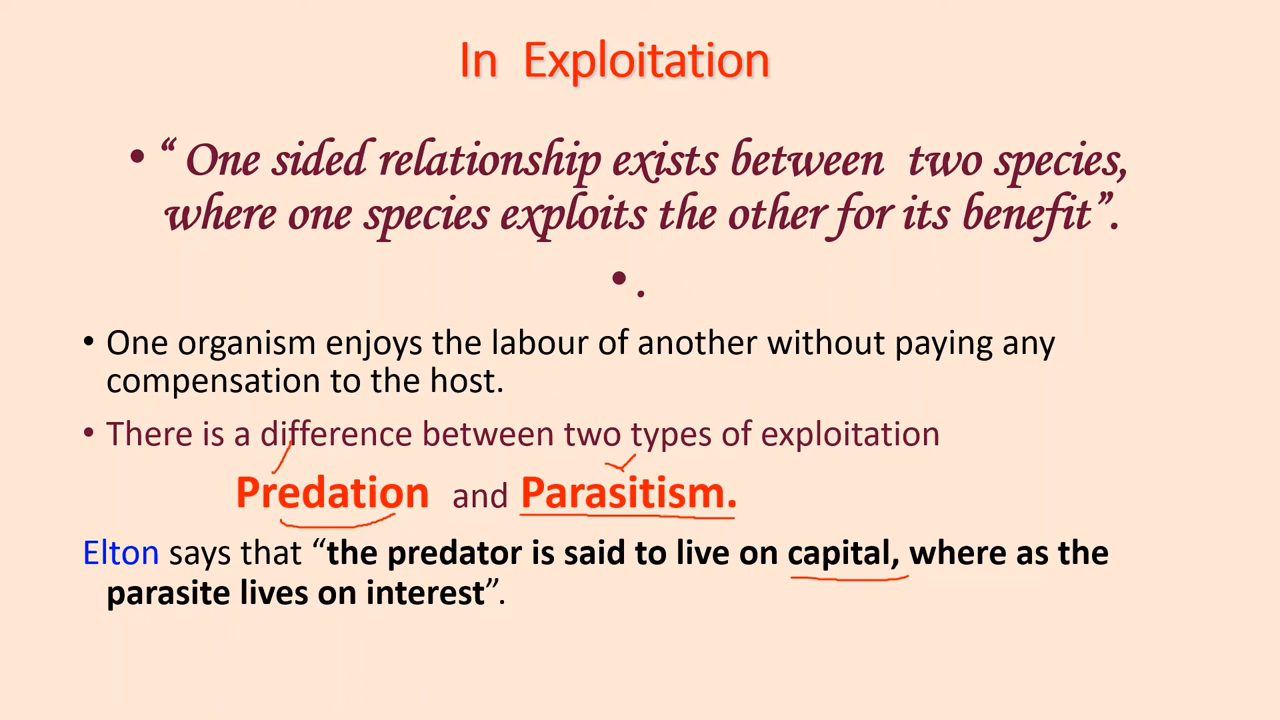 In Exploitation
• “ One sided relationship exists between two species,
where one species exploits the other for its benefit”.
• .
• One organism enjoys the labour of another without paying any
compensation to the host.
• There is a difference between two types of exploitation
Predation and Parasitism.
Elton says that “the predator is said to live on capital, where as the
parasite lives on interest”.